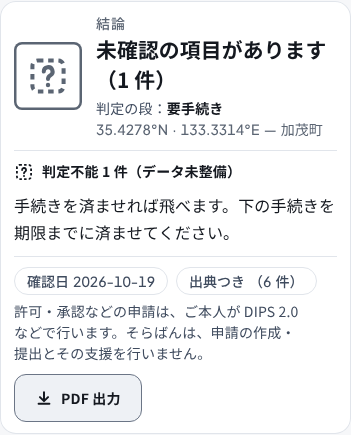 結論
未確認の項目があります
（1 件）
判定の段：要手続き
35.4278°N · 133.3314°E — 加茂町
判定不能 1 件（データ未整備）
手続きを済ませれば飛べます。下の手続きを
期限までに済ませてください。
確認日 2026-10-19
出典つき （6 件）
許可・承認などの申請は、ご本人が DIPS 2.0
などで行います。そらばんは、申請の作成・
提出とその支援を行いません。
PDF 出力